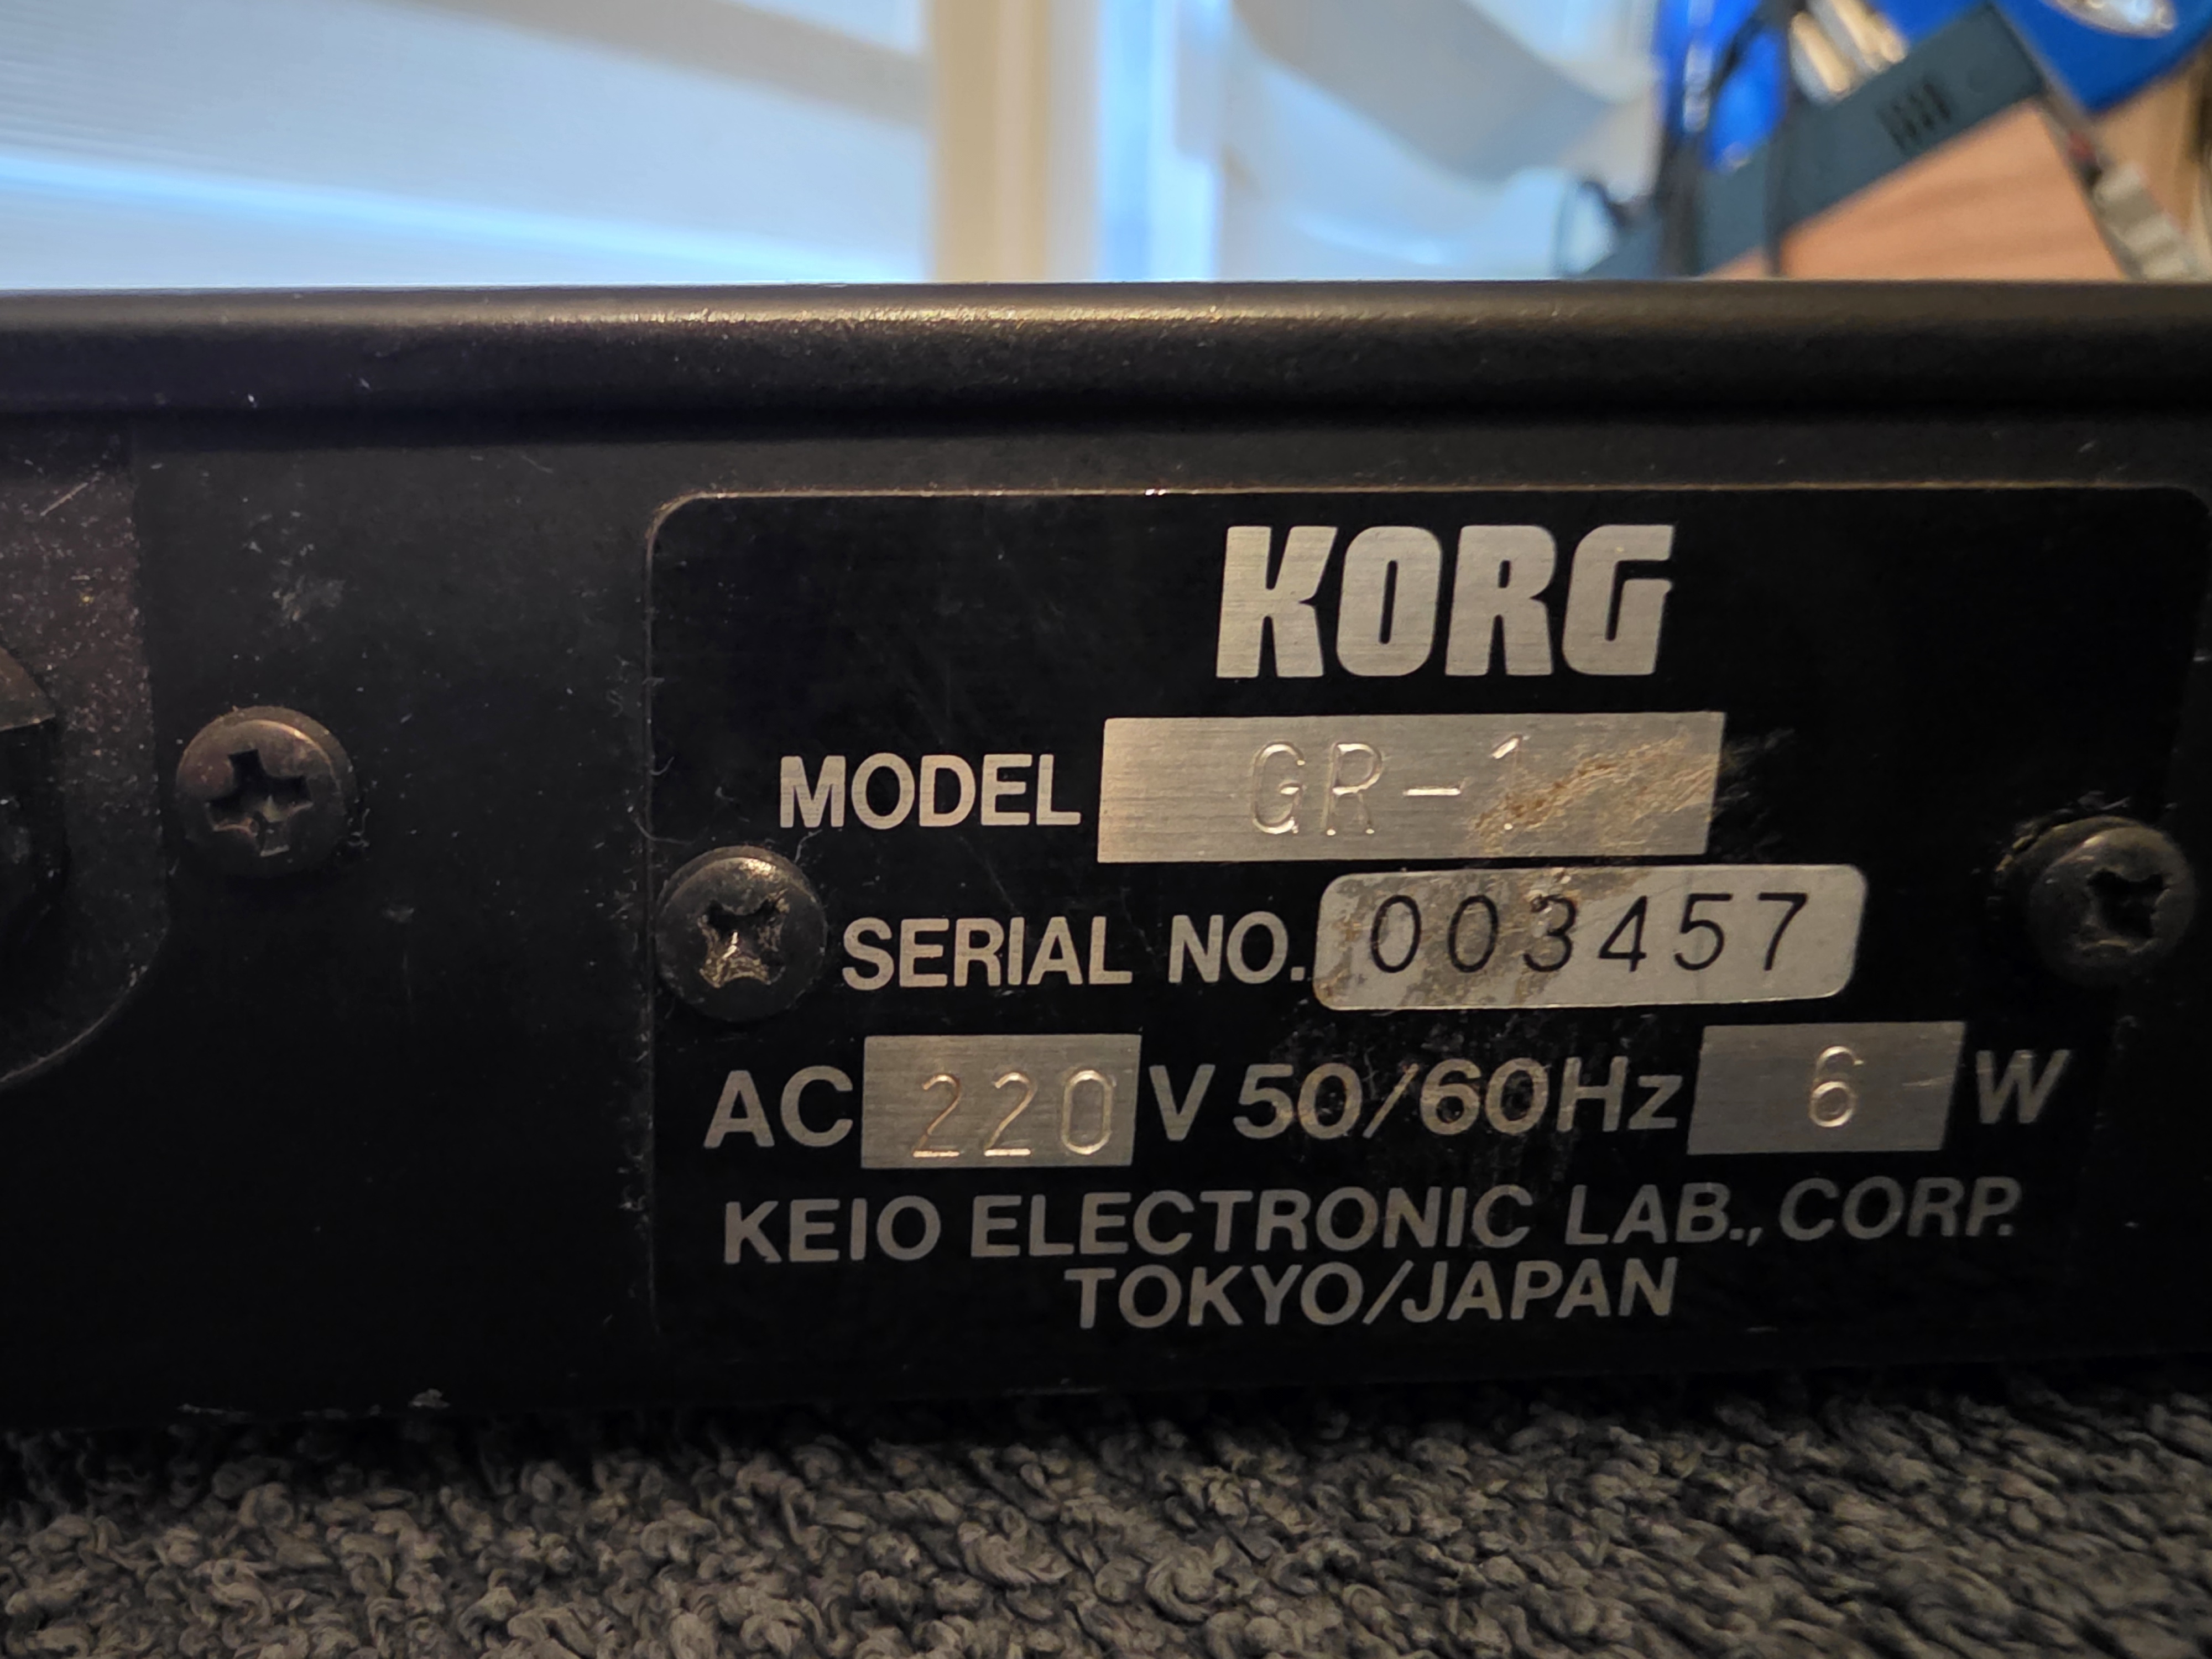 KORG
MODEL GR-1
SERIAL NO. 003457
AC 220 V 50/60Hz 6 W
KEIO ELECTRONIC LAB., CORP.
TOKYO/JAPAN